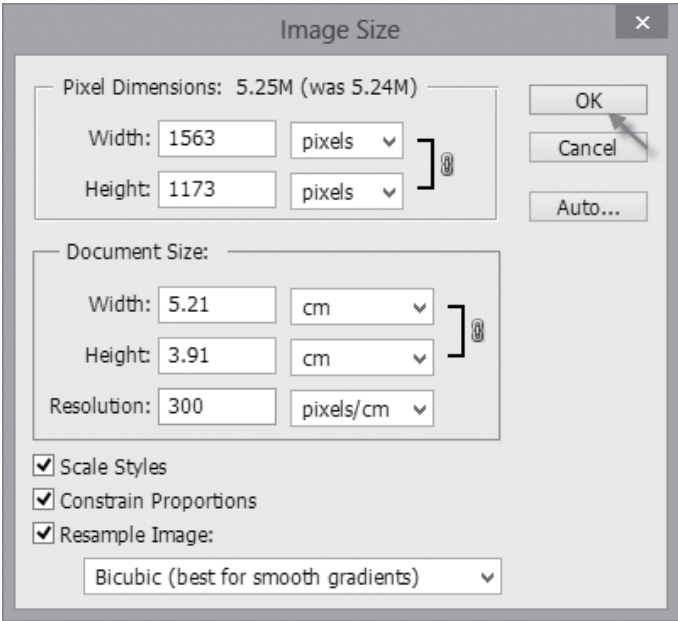 Image Size
Pixel Dimensions: 5.25M (was 5.24M)
OK
Width: 1563 pixels
Cancel
Height: 1173 pixels
Auto...
Document Size:
Width: 5.21 cm
Height: 3.91 cm
Resolution: 300 pixels/cm
Scale Styles
Constrain Proportions
Resample Image:
Bicubic (best for smooth gradients)